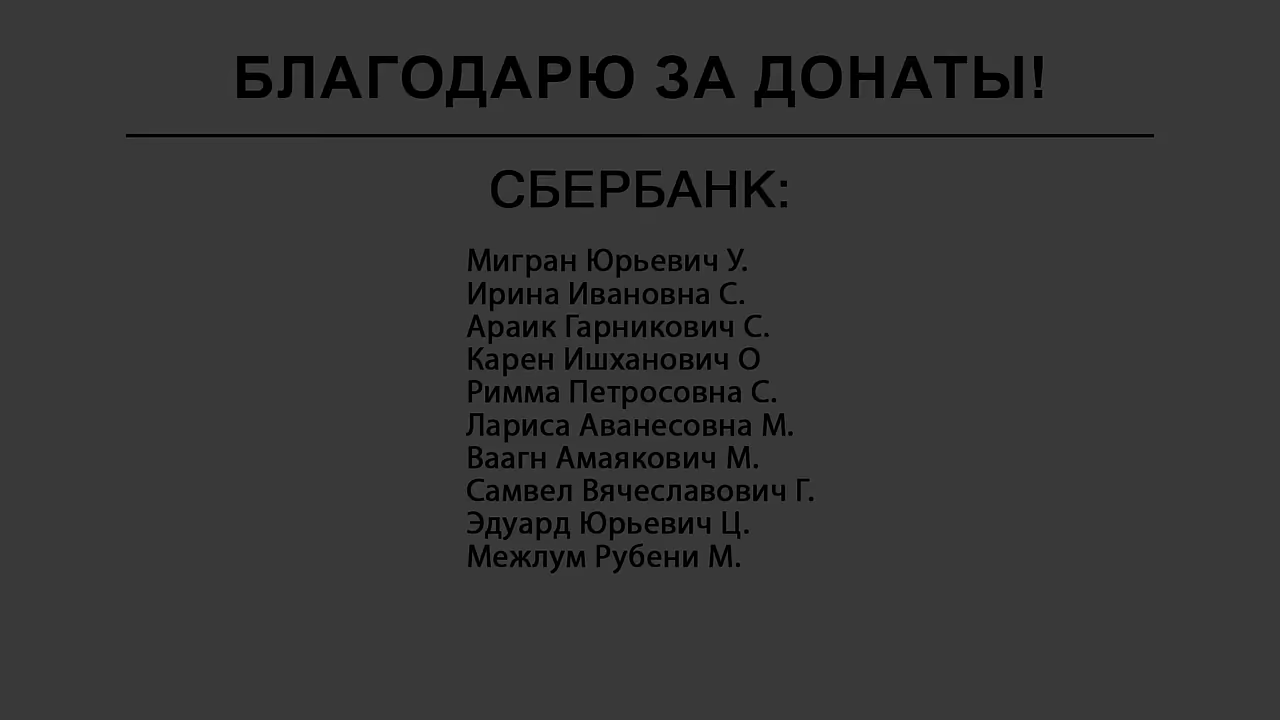 БЛАГОДАРЮ ЗА ДОНАТЫ!
СБЕРБАНК:
Мигран Юрьевич У.
Ирина Ивановна С.
Араик Гарникович С.
Карен Ишханович О
Римма Петросовна С.
Лариса Аванесовна М.
Ваагн Амаякович М.
Самвел Вячеславович Г.
Эдуард Юрьевич Ц.
Межлум Рубени М.